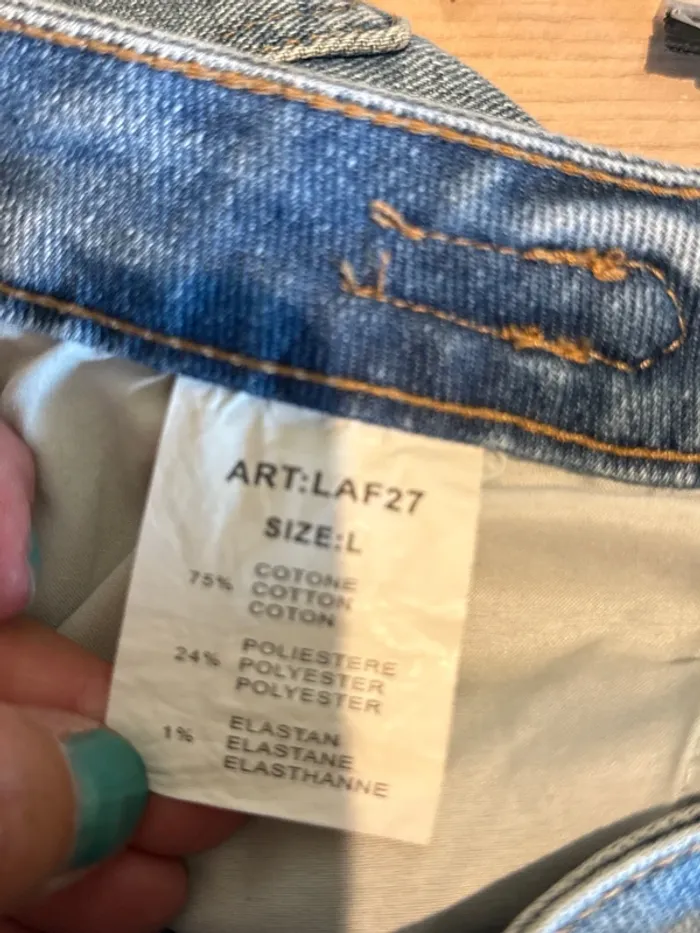 ART:LAF27
SIZE:L
75% COTONE
COTTON
COTON
24% POLIESTERE
POLYESTER
POLYESTER
1% ELASTAN
ELASTANE
ELASTHANNE